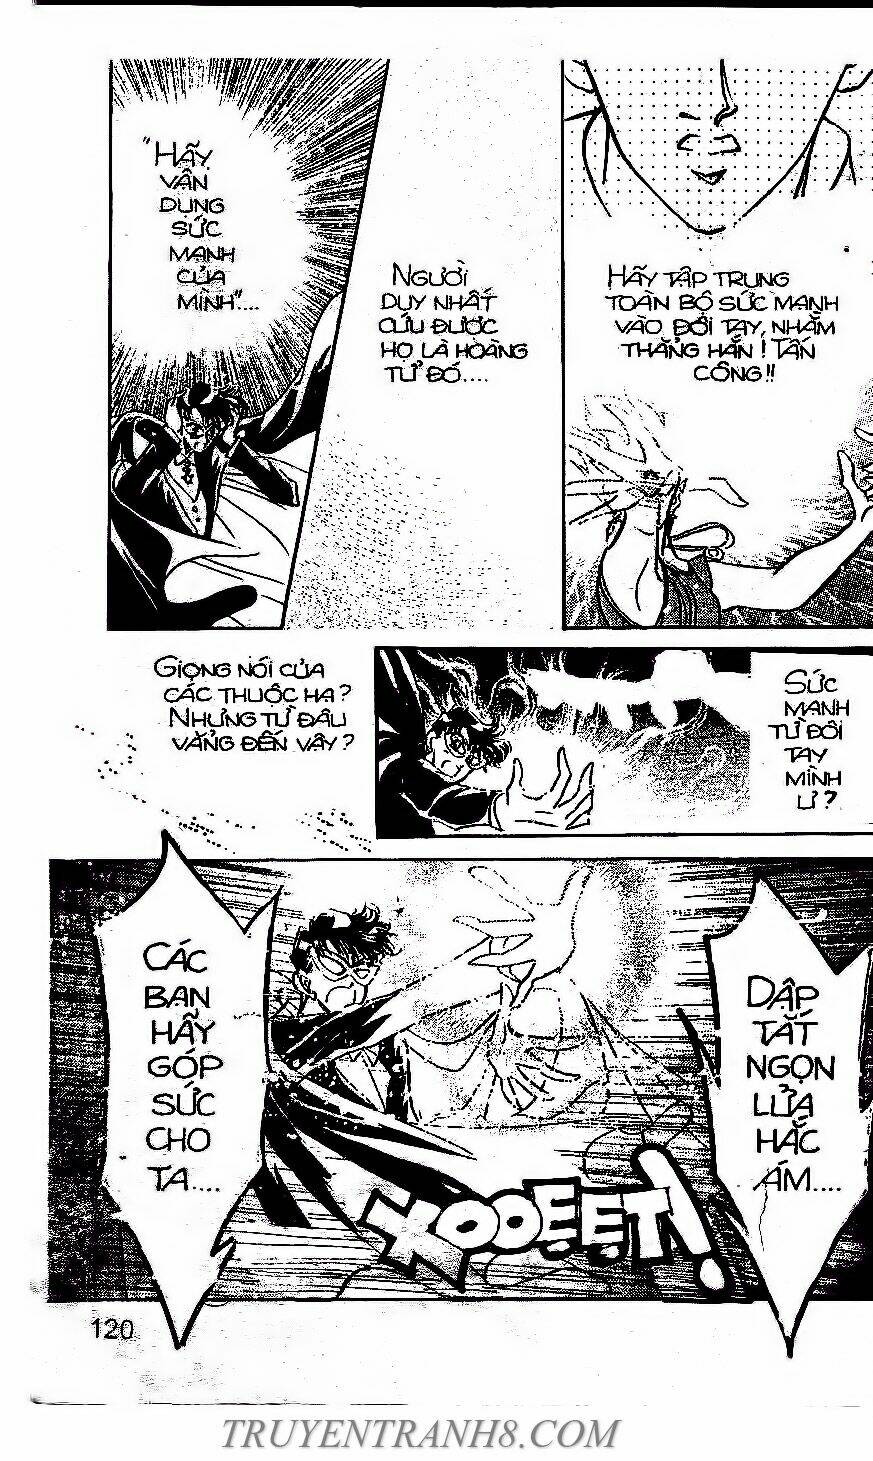 HÃY TẬP TRUNG
TOÀN BỘ SỨC MẠNH
VÀO ĐÔI TAY, NHẰM
THẲNG HẮN! TẤN
CÔNG!!
NGƯỜI
DUY NHẤT
CỨU ĐƯỢC
HỌ LÀ HOÀNG
TỬ ĐÓ....
"HÃY
VẬN
DỤNG
SỨC
MẠNH
CỦA
MÌNH"....
SỨC
MẠNH
TỪ ĐÔI
TAY
MÌNH
Ư?
GIỌNG NÓI CỦA
CÁC THUỘC HẠ?
NHƯNG TỪ ĐÂU
VẲNG ĐẾN VẬY?
DẬP
TẮT
NGỌN
LỬA
HẮC
ÁM....
XOỌEẸT!
CÁC
BẠN
HÃY
GÓP
SỨC
CHO
TA....
120
TRUYENTRANH8.COM